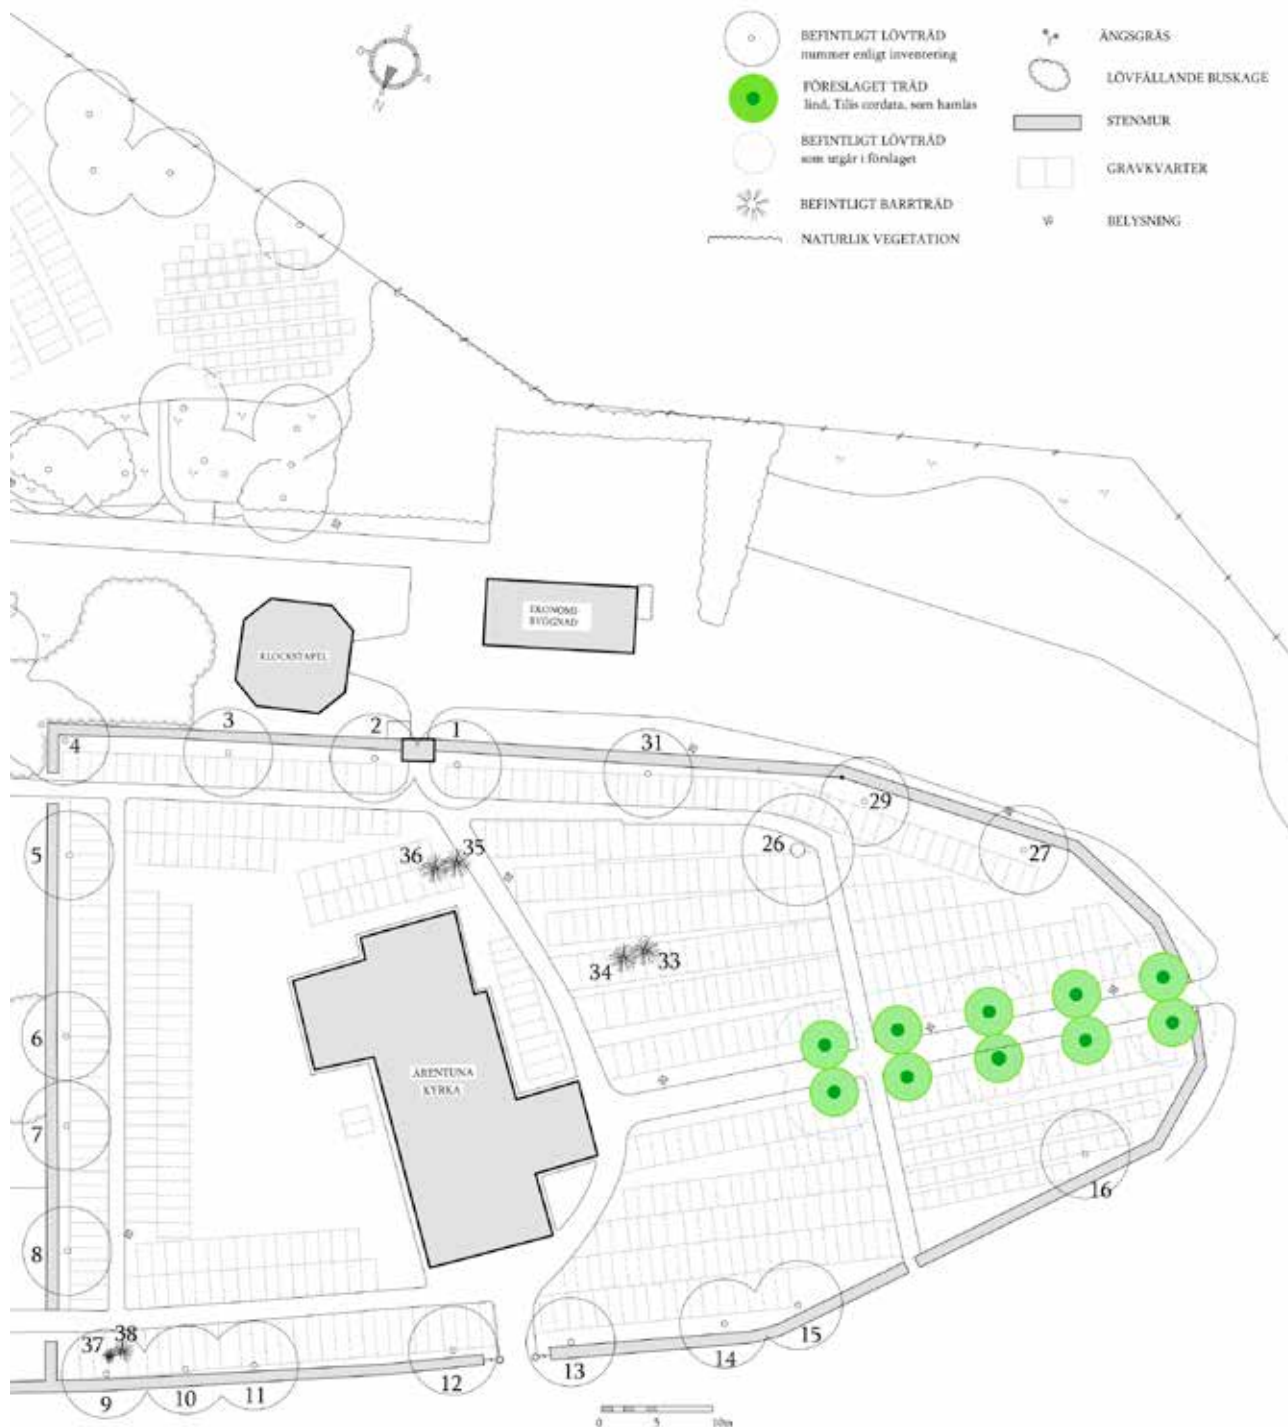 BEFINTLIGT LÖVTRÄD
nummer enligt inventering
FÖRESLAGET TRÄD
lind, Tilis cordata, som hamlas
BEFINTLIGT LÖVTRÄD
som utgår i förslaget
BEFINTLIGT BARRTRÄD
NATURLIK VEGETATION
ÄNGSGRÄS
LÖVFÄLLANDE BUSKAGE
STENMUR
GRAVKVARTER
BELYSNING
N
EKONOMI-
BYGGNAD
KLOCKSTAPEL
3
2
1
4
31
29
26
27
5
36
35
34
33
6
ÄRENTUNA
KYRKA
7
16
8
37
38
15
14
13
12
11
10
9
0 5 10m